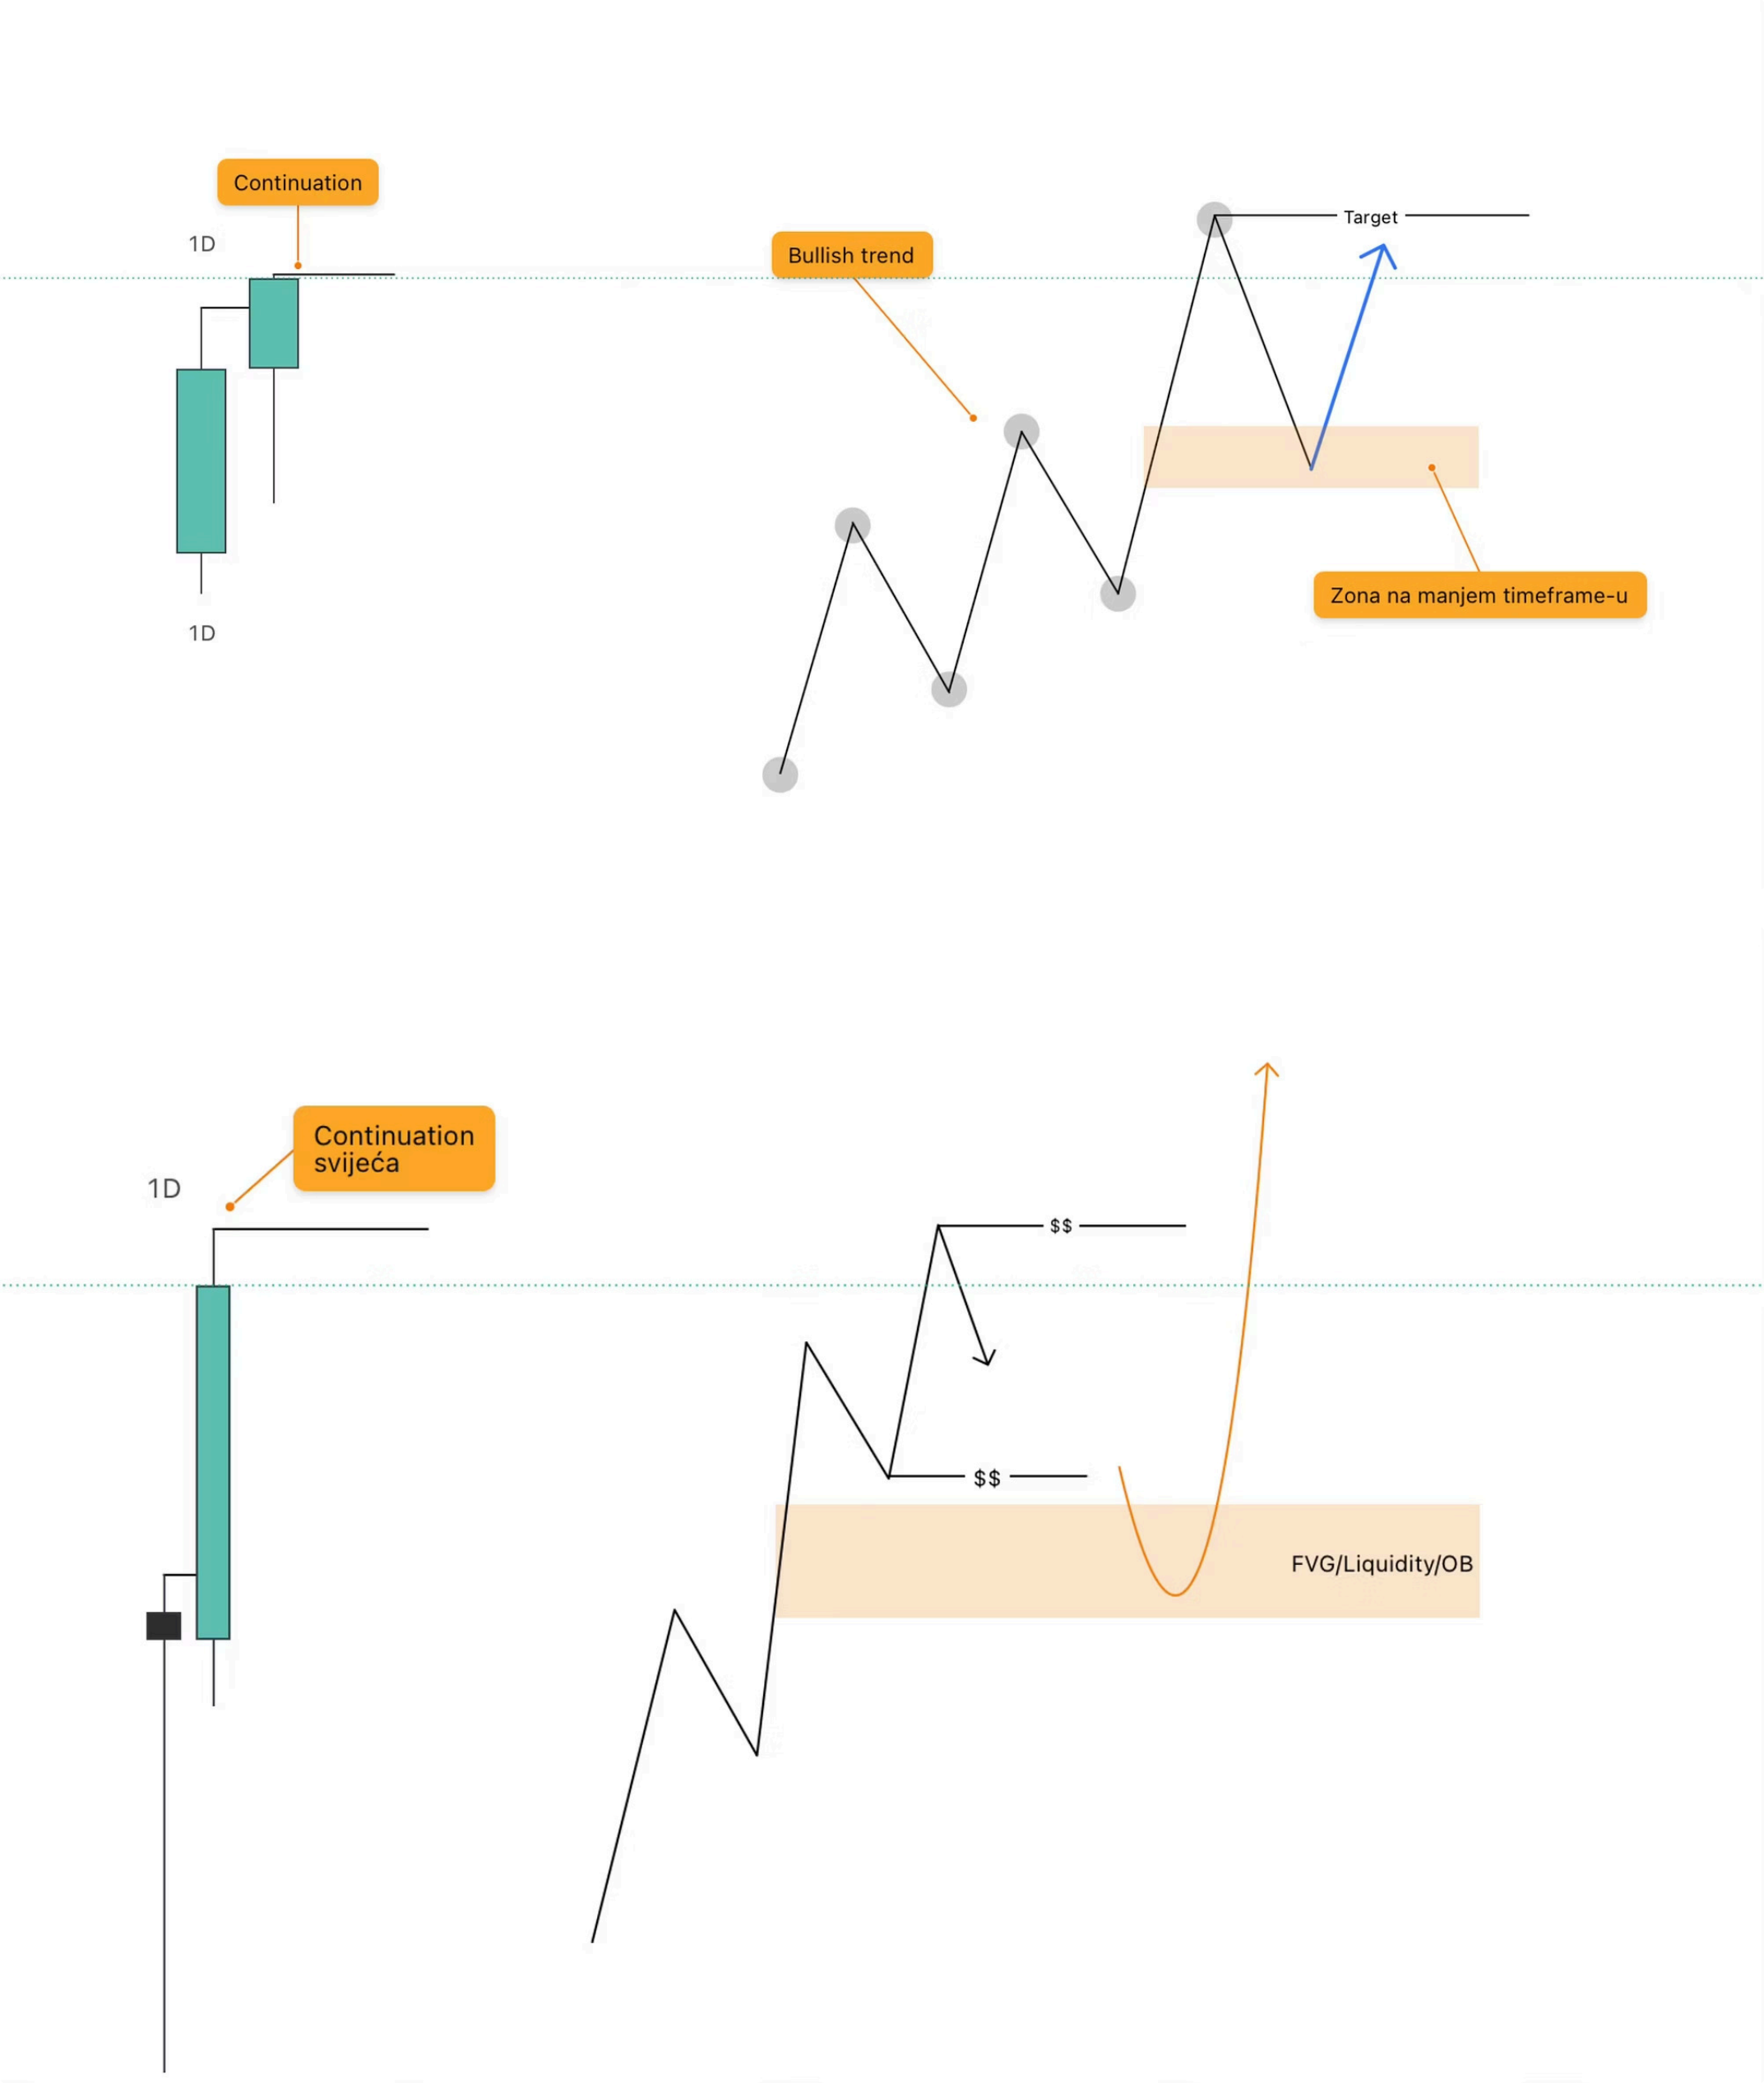 Continuation
1D
Bullish trend
Target
Zona na manjem timeframe-u
1D
Continuation
svijeća
1D
$$
$$
FVG/Liquidity/OB